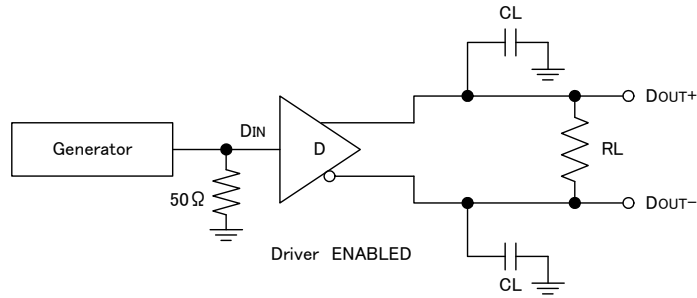 CL
DOUT+
DIN
Generator
D
RL
50Ω
DOUT−
Driver ENABLED
CL